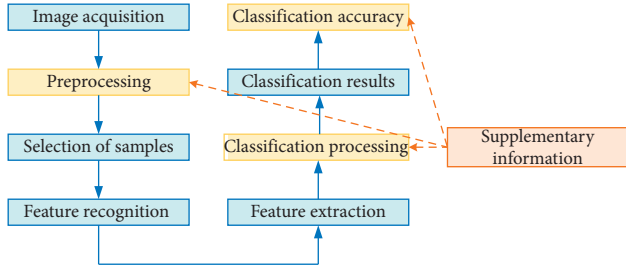 Image acquisition
Preprocessing
Selection of samples
Feature recognition
Classification accuracy
Classification results
Classification processing
Feature extraction
Supplementary
information